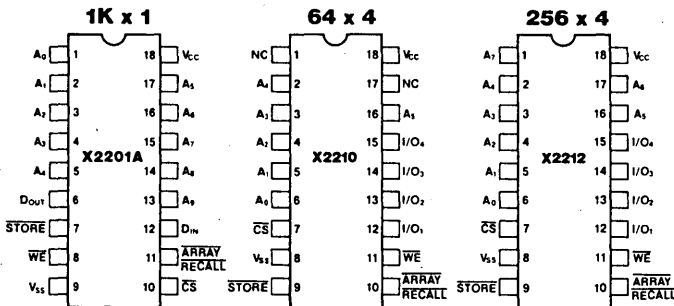 1K x 1
A₀ 1 18 VCC
A₁ 2 17 A₅
A₂ 3 16 A₆
A₃ 4 15 A₇
X2201A
A₄ 5 14 A₈
DOUT 6 13 A₉
STORE 7 12 DIN
WE 8 11 ARRAY
RECALL
VSS 9 10 CS
64 x 4
NC 1 18 VCC
A₄ 2 17 NC
A₃ 3 16 A₅
A₂ 4 15 I/O₄
X2210
A₁ 5 14 I/O₃
A₀ 6 13 I/O₂
CS 7 12 I/O₁
VSS 8 11 WE
STORE 9 10 ARRAY
RECALL
256 x 4
A₇ 1 18 VCC
A₄ 2 17 A₆
A₃ 3 16 A₅
A₂ 4 15 I/O₄
X2212
A₁ 5 14 I/O₃
A₀ 6 13 I/O₂
CS 7 12 I/O₁
VSS 8 11 WE
STORE 9 10 ARRAY
RECALL